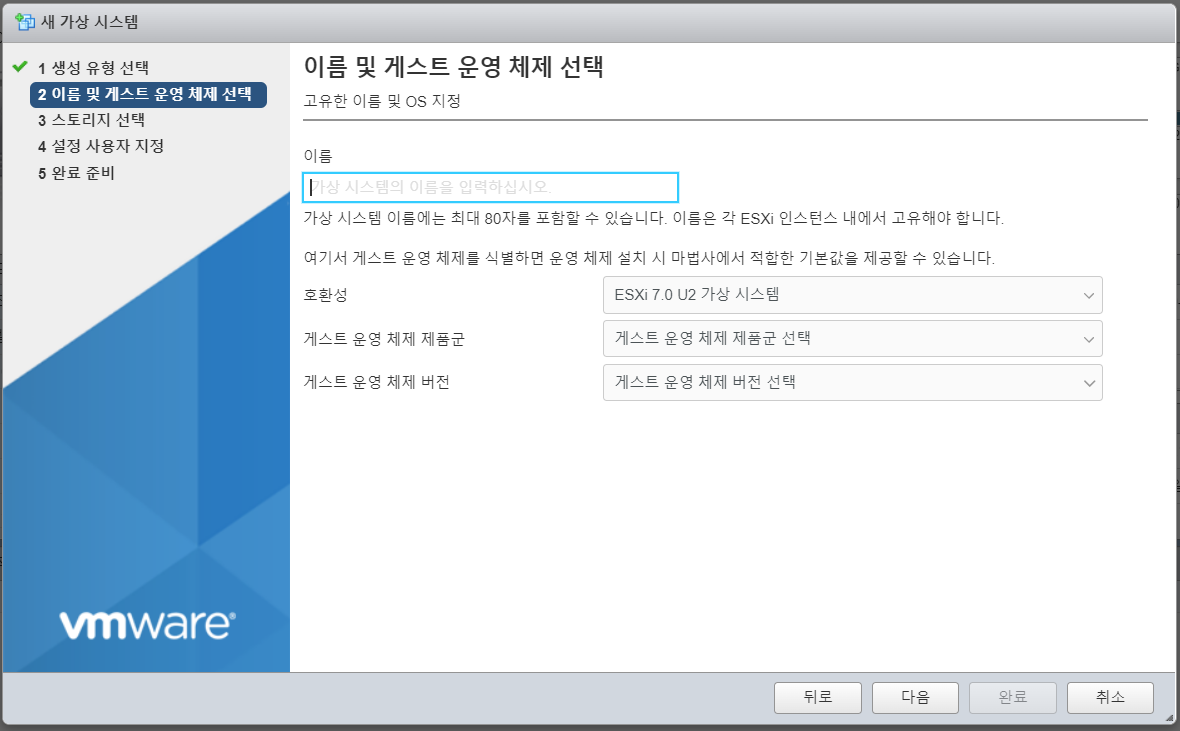 새 가상 시스템
1 생성 유형 선택
2 이름 및 게스트 운영 체제 선택
3 스토리지 선택
4 설정 사용자 지정
5 완료 준비
vmware®
이름 및 게스트 운영 체제 선택
고유한 이름 및 OS 지정
이름
가상 시스템의 이름을 입력하십시오.
가상 시스템 이름에는 최대 80자를 포함할 수 있습니다. 이름은 각 ESXi 인스턴스 내에서 고유해야 합니다.
여기서 게스트 운영 체제를 식별하면 운영 체제 설치 시 마법사에서 적합한 기본값을 제공할 수 있습니다.
호환성 ESXi 7.0 U2 가상 시스템
게스트 운영 체제 제품군 게스트 운영 체제 제품군 선택
게스트 운영 체제 버전 게스트 운영 체제 버전 선택
뒤로 다음 완료 취소